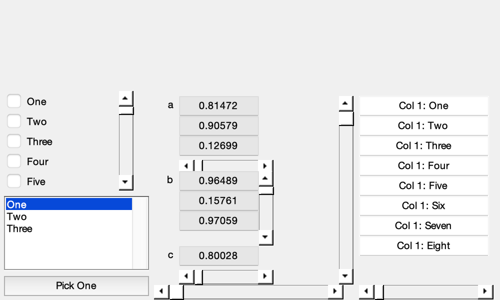 One
Two
Three
Four
Five
One
Two
Three
Pick One
a
0.81472
0.90579
0.12699
b
0.96489
0.15761
0.97059
c
0.80028
Col 1: One
Col 1: Two
Col 1: Three
Col 1: Four
Col 1: Five
Col 1: Six
Col 1: Seven
Col 1: Eight